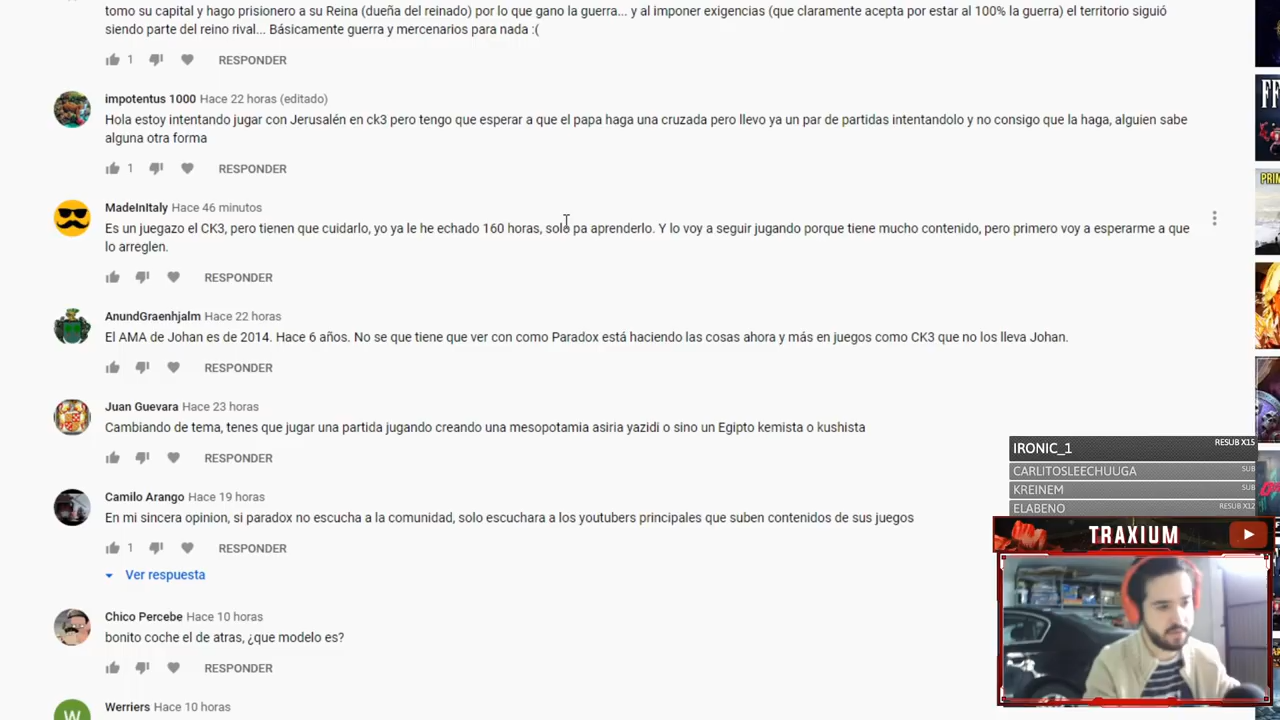 tomo su capital y hago prisionero a su Reina (dueña del reinado) por lo que gano la guerra... y al imponer exigencias (que claramente acepta por estar al 100% la guerra) el territorio siguió
siendo parte del reino rival... Básicamente guerra y mercenarios para nada :(
1 RESPONDER
impotentus 1000 Hace 22 horas (editado)
Hola estoy intentando jugar con Jerusalén en ck3 pero tengo que esperar a que el papa haga una cruzada pero llevo ya un par de partidas intentandolo y no consigo que la haga, alguien sabe
alguna otra forma
1 RESPONDER
MadeInItaly Hace 46 minutos
Es un juegazo el CK3, pero tienen que cuidarlo, yo ya le he echado 160 horas, solo pa aprenderlo. Y lo voy a seguir jugando porque tiene mucho contenido, pero primero voy a esperarme a que
lo arreglen.
RESPONDER
AnundGraenhjalm Hace 22 horas
El AMA de Johan es de 2014. Hace 6 años. No se que tiene que ver con como Paradox está haciendo las cosas ahora y más en juegos como CK3 que no los lleva Johan.
RESPONDER
Juan Guevara Hace 23 horas
Cambiando de tema, tenes que jugar una partida jugando creando una mesopotamia asiria yazidi o sino un Egipto kemista o kushista
RESPONDER
Camilo Arango Hace 19 horas
En mi sincera opinion, si paradox no escucha a la comunidad, solo escuchara a los youtubers principales que suben contenidos de sus juegos
1 RESPONDER
Ver respuesta
Chico Percebe Hace 10 horas
bonito coche el de atras, ¿que modelo es?
RESPONDER
W
Werriers Hace 10 horas
IRONIC_1 RESUB X15
CARLITOSLEECHUUGA SUB
KREINEM SUB
ELABENO RESUB X12
TRAXIUM